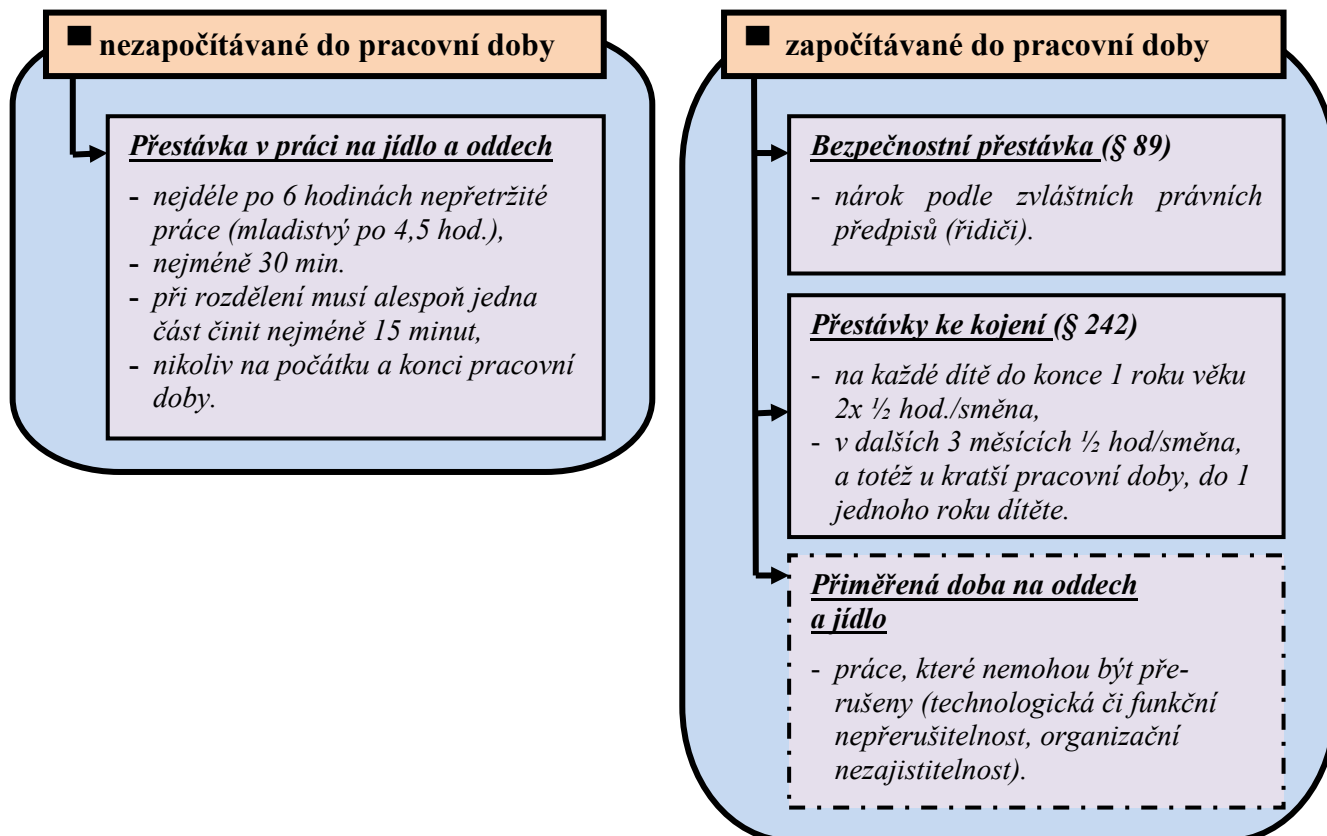 ■ nezapočítávané do pracovní doby
Přestávka v práci na jídlo a oddech
- nejdéle po 6 hodinách nepřetržité
práce (mladistvý po 4,5 hod.),
- nejméně 30 min.
- při rozdělení musí alespoň jedna
část činit nejméně 15 minut,
- nikoliv na počátku a konci pracovní
doby.
■ započítávané do pracovní doby
Bezpečnostní přestávka (§ 89)
- nárok podle zvláštních právních
předpisů (řidiči).
Přestávky ke kojení (§ 242)
- na každé dítě do konce 1 roku věku
2x ½ hod./směna,
- v dalších 3 měsících ½ hod/směna,
a totéž u kratší pracovní doby, do 1
jednoho roku dítěte.
Přiměřená doba na oddech
a jídlo
- práce, které nemohou být pře-
rušeny (technologická či funkční
nepřerušitelnost, organizační
nezajistitelnost).